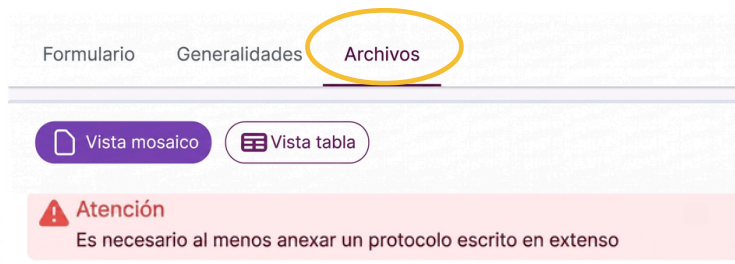 Formulario Generalidades Archivos
Vista mosaico Vista tabla
Atención
Es necesario al menos anexar un protocolo escrito en extenso